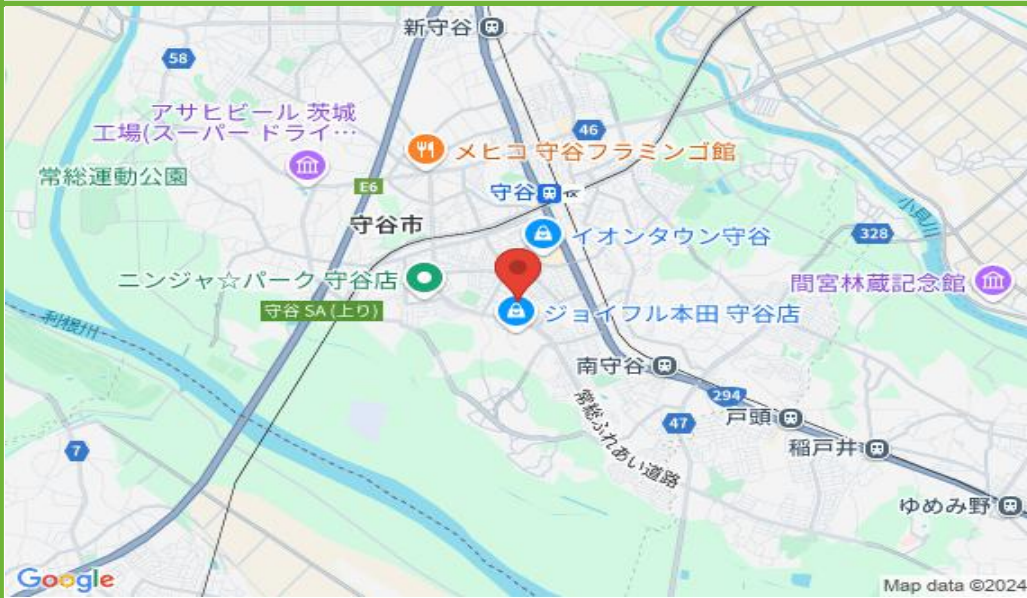 新守谷
58
アサヒビール 茨城
工場(スーパー ドライ…
46
メヒコ 守谷フラミンゴ館
常総運動公園
E6
守谷
守谷市
小貝川
328
イオンタウン守谷
ニンジャ☆パーク 守谷店
間宮林蔵記念館
守谷 SA (上り)
利根川
ジョイフル本田 守谷店
南守谷
294
常総ふれあい道路
47
戸頭
7
稲戸井
ゆめみ野
Google
Map data ©2024